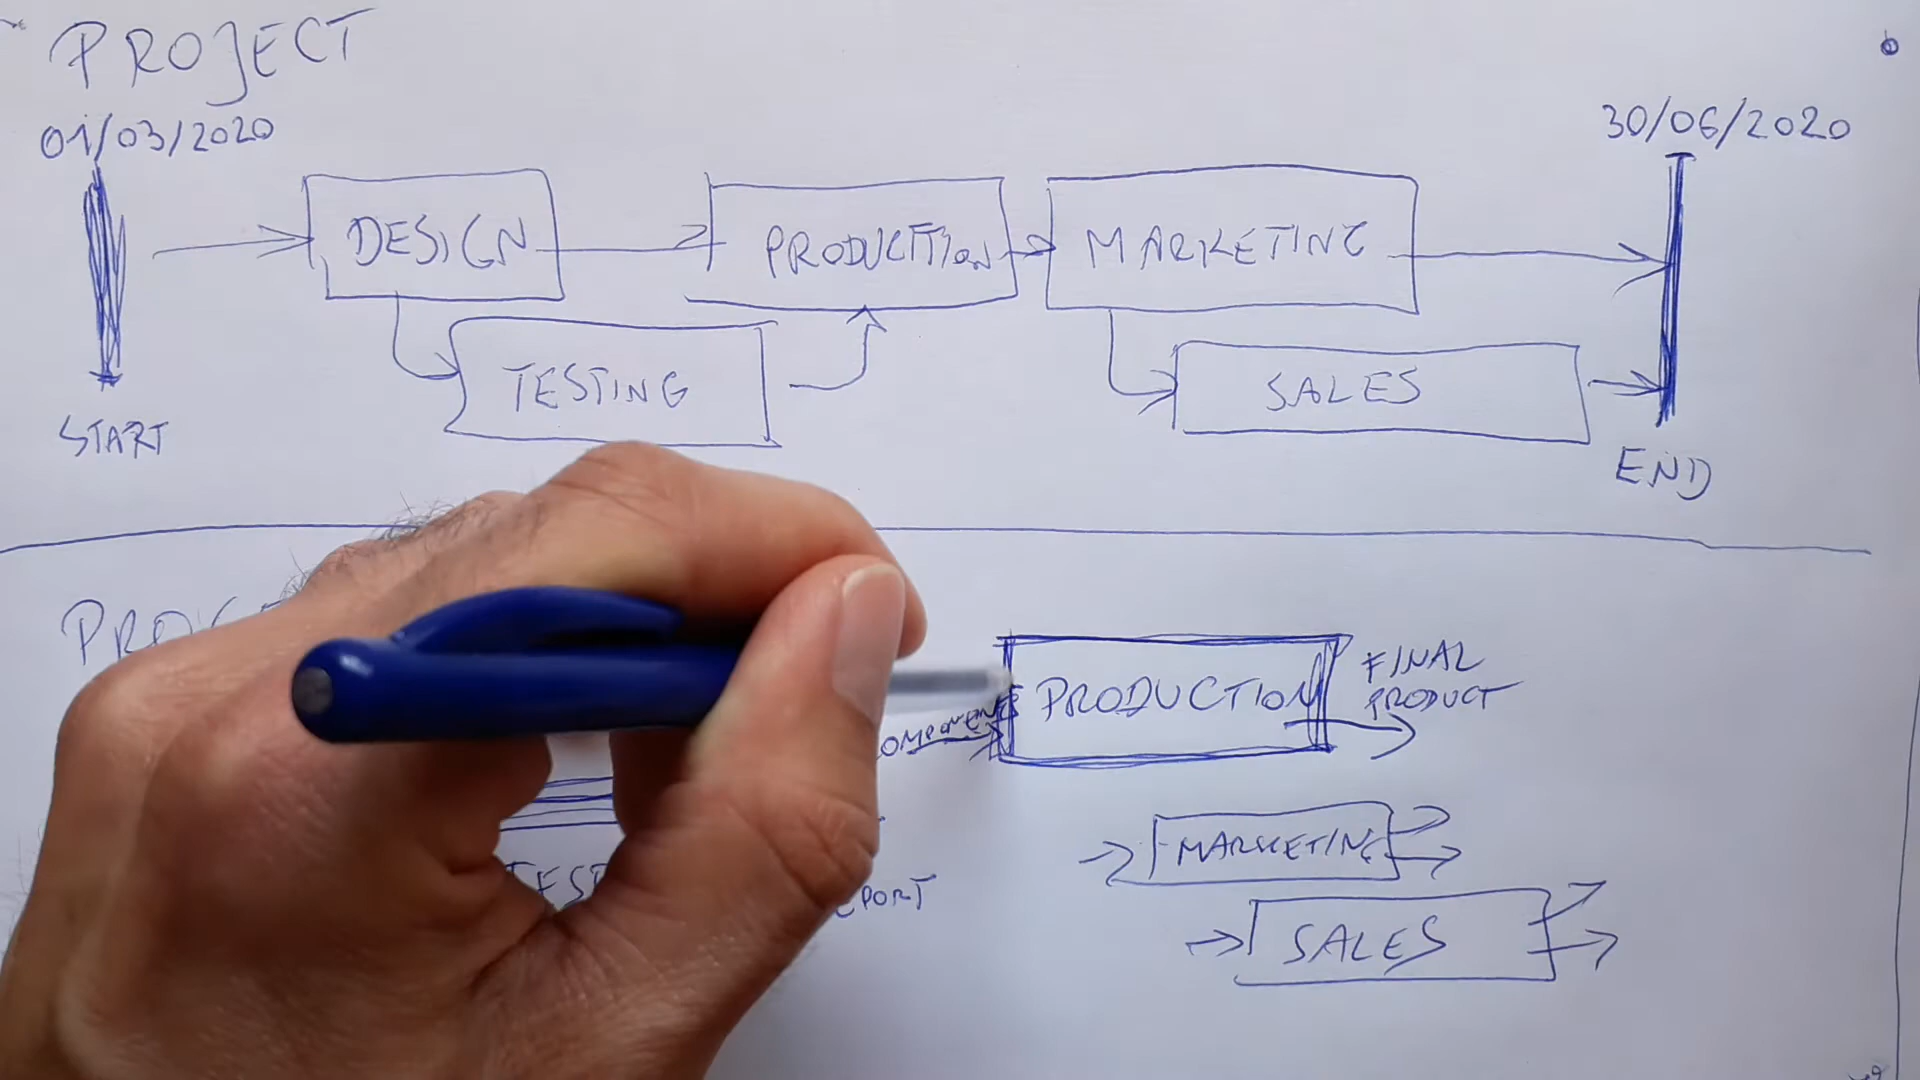 PROJECT
01/03/2020
30/06/2020
DESIGN
PRODUCTION
MARKETING
TESTING
SALES
START
END
PRODUCTION
FINAL
PRODUCT
MARKETING
SALES